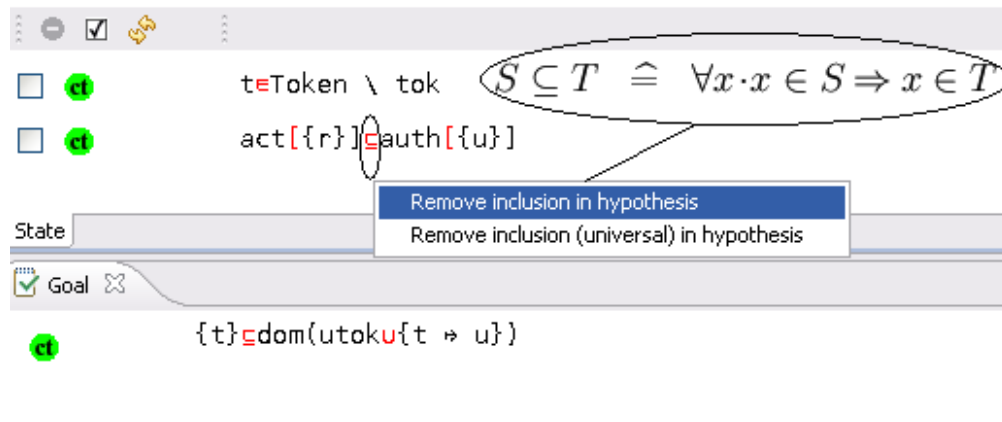 ct t∈Token \ tok
S ⊆ T ≙ ∀x·x ∈ S ⇒ x ∈ T
ct act[{r}]⊆auth[{u}]
Remove inclusion in hypothesis
Remove inclusion (universal) in hypothesis
State
Goal
ct {t}⊆dom(utok∪{t ↦ u})